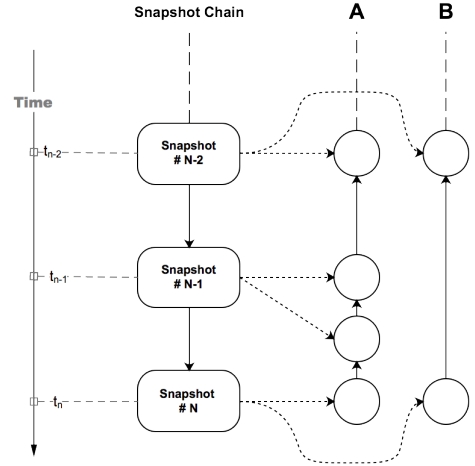 Snapshot Chain
A
B
Time
tn-2
Snapshot
# N-2
tn-1
Snapshot
# N-1
tn
Snapshot
# N